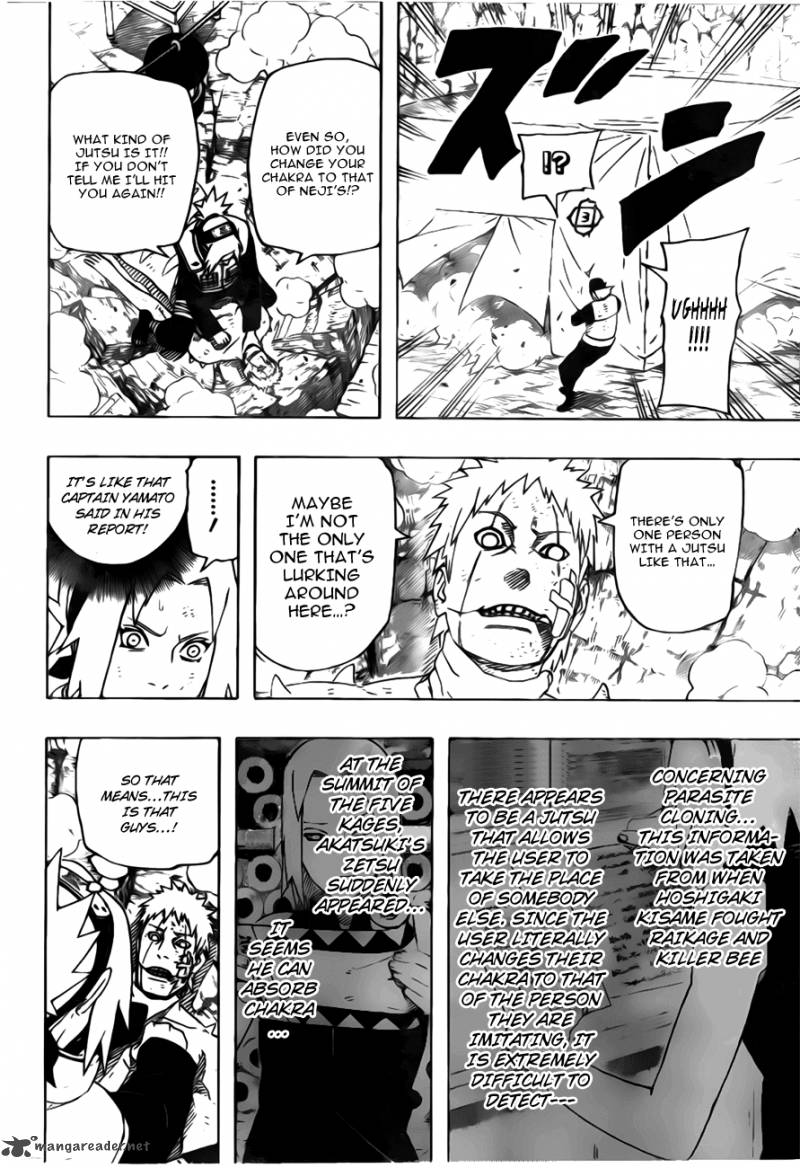 ズン
!?
3
UGHHHH
!!!!
EVEN SO,
HOW DID YOU
CHANGE YOUR
CHAKRA TO THAT
OF NEJI'S!?
WHAT KIND OF
JUTSU IS IT!!
IF YOU DON'T
TELL ME I'LL HIT
YOU AGAIN!!
THERE'S ONLY
ONE PERSON
WITH A JUTSU
LIKE THAT...
MAYBE
I'M NOT
THE ONLY
ONE THAT'S
LURKING
AROUND
HERE...?
........
IT'S LIKE THAT
CAPTAIN YAMATO
SAID IN HIS
REPORT!
CONCERNING
PARASITE
CLONING...
THIS INFORMA-
TION WAS TAKEN
FROM WHEN
HOSHIGAKI
KISAME FOUGHT
RAIKAGE AND
KILLER BEE
THERE APPEARS
TO BE A JUTSU
THAT ALLOWS
THE USER TO
TAKE THE PLACE
OF SOMEBODY
ELSE. SINCE THE
USER LITERALLY
CHANGES THEIR
CHAKRA TO THAT
OF THE PERSON
THEY ARE
IMITATING, IT
IS EXTREMELY
DIFFICULT TO
DETECT---
AT THE
SUMMIT OF
THE FIVE
KAGES,
AKATSUKI'S
ZETSU
SUDDENLY
APPEARED...
IT
SEEMS
HE CAN
ABSORB
CHAKRA
...
SO THAT
MEANS...THIS
IS THAT
GUYS...!
mangareader.net